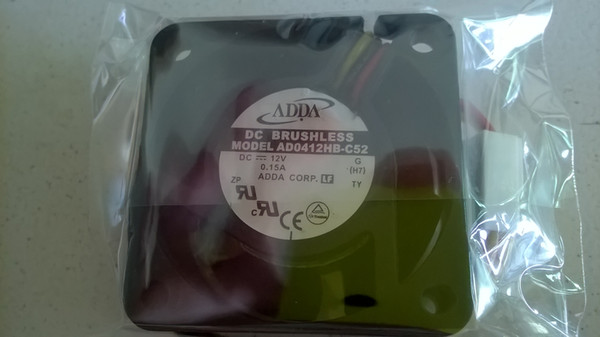 ADDA
DC BRUSHLESS
MODEL AD0412HB-C52
DC ⎓ 12V G
0.15A (H7)
ZP ADDA CORP. LF TY
c
CE